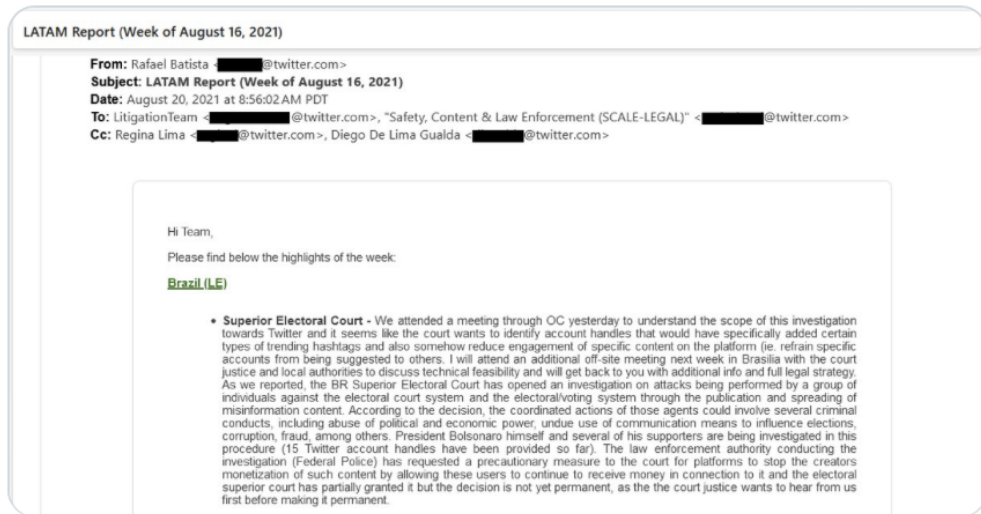 LATAM Report (Week of August 16, 2021)
From: Rafael Batista < @twitter.com>
Subject: LATAM Report (Week of August 16, 2021)
Date: August 20, 2021 at 8:56:02 AM PDT
To: LitigationTeam < @twitter.com>, "Safety, Content & Law Enforcement (SCALE-LEGAL)" < @twitter.com>
Cc: Regina Lima < @twitter.com>, Diego De Lima Gualda < @twitter.com>
Hi Team,
Please find below the highlights of the week:
Brazil (LE)
• Superior Electoral Court - We attended a meeting through OC yesterday to understand the scope of this investigation
towards Twitter and it seems like the court wants to identify account handles that would have specifically added certain
types of trending hashtags and also somehow reduce engagement of specific content on the platform (ie. refrain specific
accounts from being suggested to others. I will attend an additional off-site meeting next week in Brasilia with the court
justice and local authorities to discuss technical feasibility and will get back to you with additional info and full legal strategy.
As we reported, the BR Superior Electoral Court has opened an investigation on attacks being performed by a group of
individuals against the electoral court system and the electoral/voting system through the publication and spreading of
misinformation content. According to the decision, the coordinated actions of those agents could involve several criminal
conducts, including abuse of political and economic power, undue use of communication means to influence elections,
corruption, fraud, among others. President Bolsonaro himself and several of his supporters are being investigated in this
procedure (15 Twitter account handles have been provided so far). The law enforcement authority conducting the
investigation (Federal Police) has requested a precautionary measure to the court for platforms to stop the creators
monetization of such content by allowing these users to continue to receive money in connection to it and the electoral
superior court has partially granted it but the decision is not yet permanent, as the the court justice wants to hear from us
first before making it permanent.